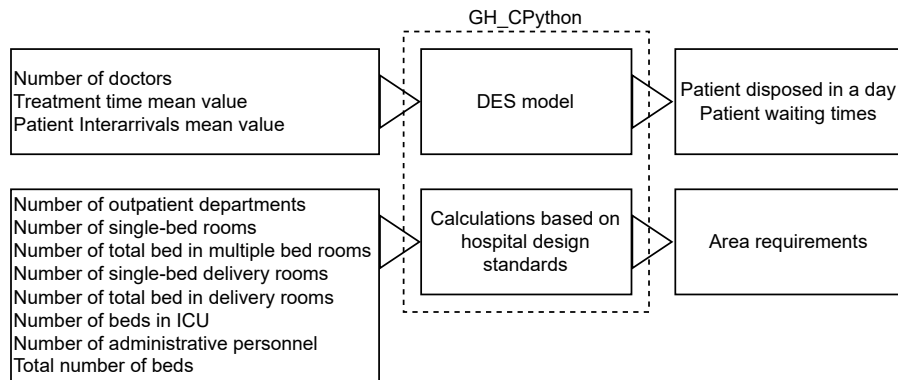 GH_CPython
Number of doctors
Treatment time mean value
Patient Interarrivals mean value
DES model
Patient disposed in a day
Patient waiting times
Number of outpatient departments
Number of single-bed rooms
Number of total bed in multiple bed rooms
Number of single-bed delivery rooms
Number of total bed in delivery rooms
Number of beds in ICU
Number of administrative personnel
Total number of beds
Calculations based on
hospital design
standards
Area requirements